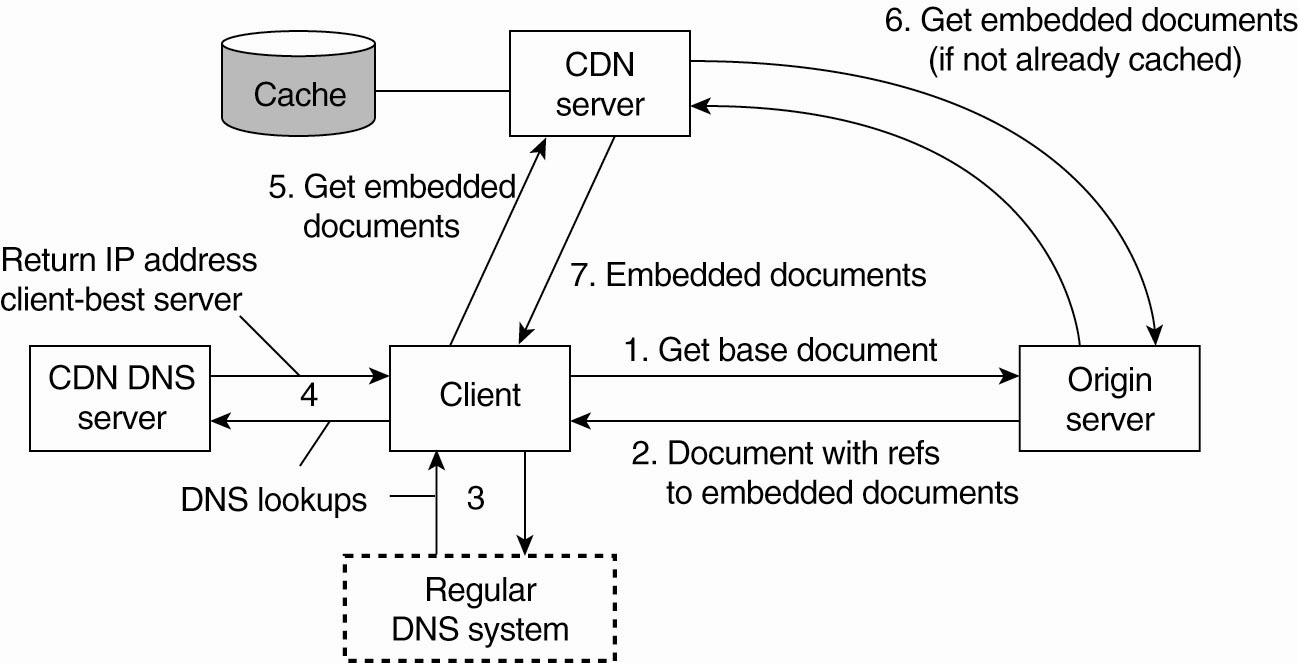 6. Get embedded documents
(if not already cached)
CDN
server
Cache
5. Get embedded
documents
Return IP address
client-best server
7. Embedded documents
1. Get base document
CDN DNS
server
4
Client
Origin
server
2. Document with refs
to embedded documents
DNS lookups
3
Regular
DNS system